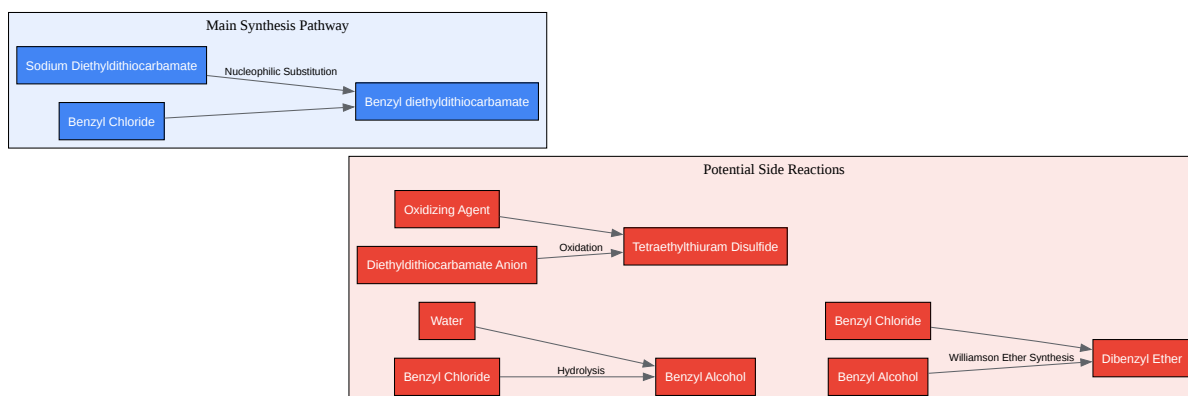 Main Synthesis Pathway
Sodium Diethyldithiocarbamate
Nucleophilic Substitution
Benzyl Chloride
Benzyl diethyldithiocarbamate
Potential Side Reactions
Oxidizing Agent
Diethyldithiocarbamate Anion
Oxidation
Tetraethylthiuram Disulfide
Water
Benzyl Chloride
Hydrolysis
Benzyl Alcohol
Benzyl Chloride
Benzyl Alcohol
Williamson Ether Synthesis
Dibenzyl Ether